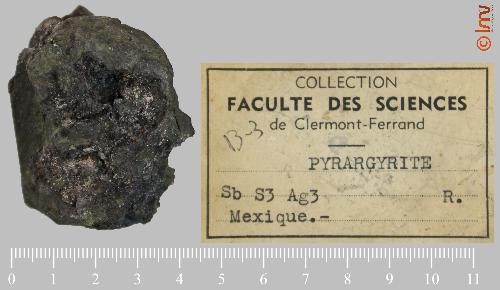 © lmv
COLLECTION
FACULTE DES SCIENCES
de Clermont-Ferrand
13-3
PYRARGYRITE
Sb S3 Ag3 R.
Mexique.-
0 1 2 3 4 5 6 7 8 9 10 11